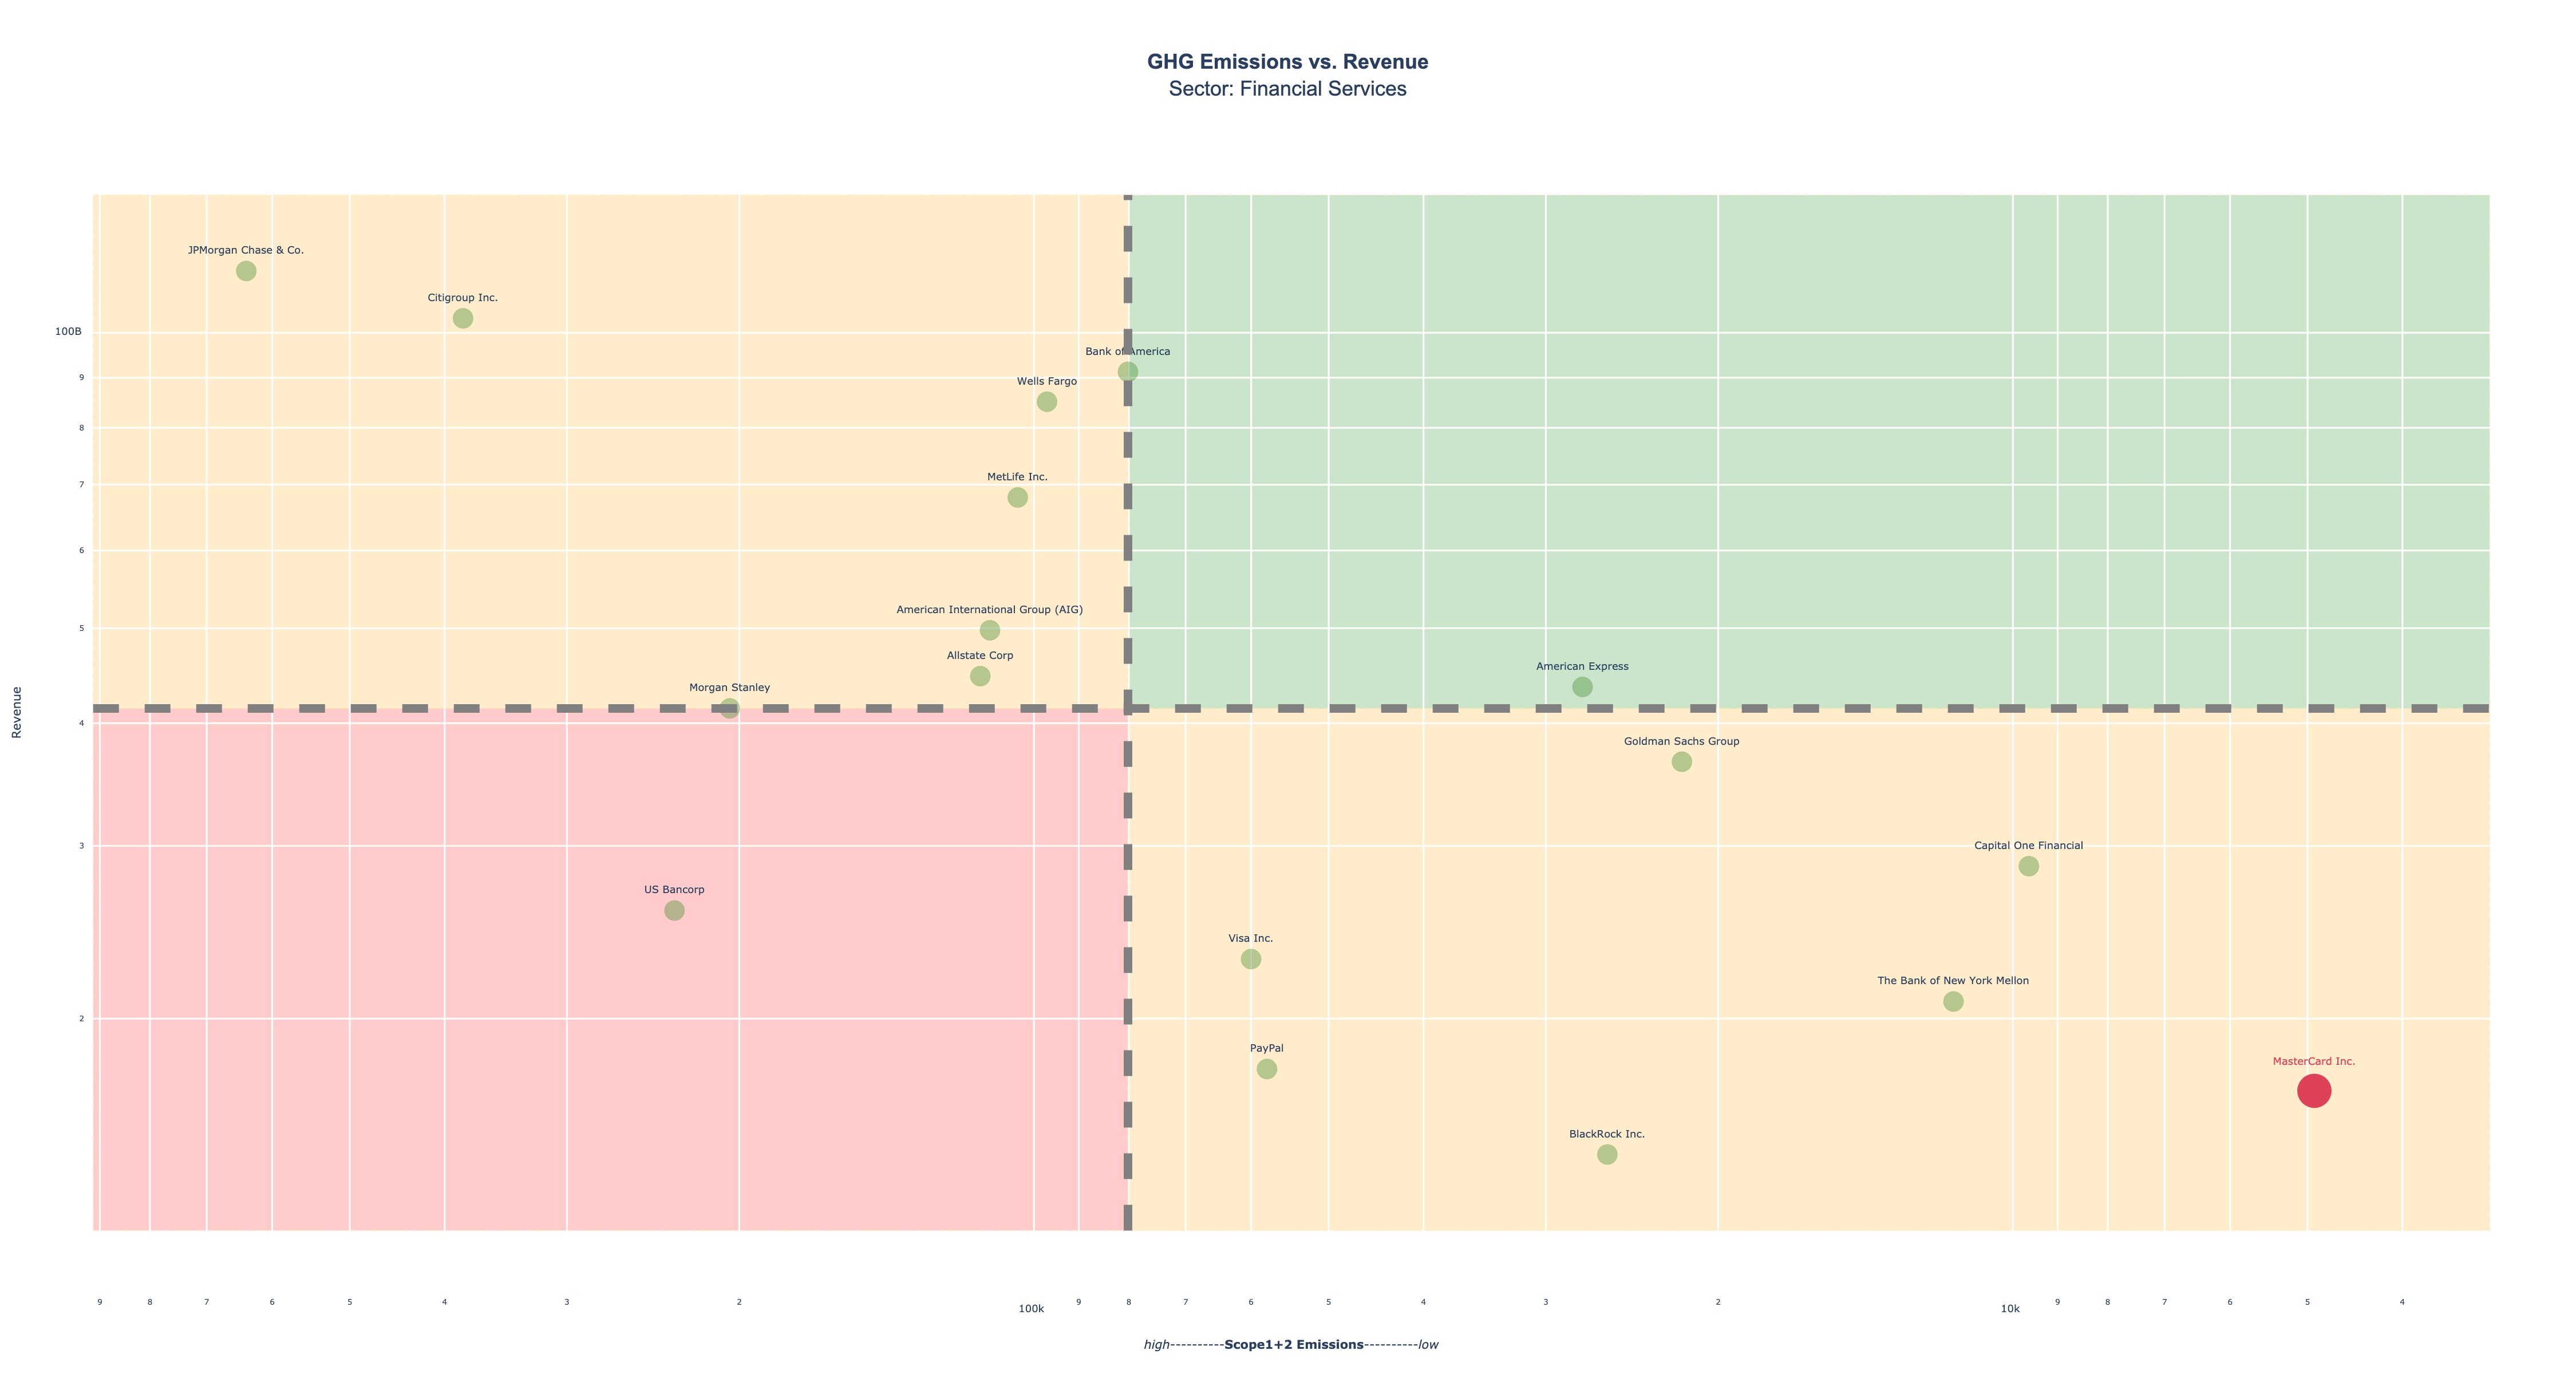 GHG Emissions vs. Revenue
Sector: Financial Services
JPMorgan Chase & Co.
Citigroup Inc.
100B
Bank of America
9
Wells Fargo
8
MetLife Inc.
7
6
American International Group (AIG)
5
Allstate Corp
American Express
Morgan Stanley
Revenue
4
Goldman Sachs Group
3
Capital One Financial
US Bancorp
Visa Inc.
The Bank of New York Mellon
2
PayPal
MasterCard Inc.
BlackRock Inc.
9 8 7 6 5 4 3 2 100k 9 8 7 6 5 4 3 2 10k 9 8 7 6 5 4
high----------Scope1+2 Emissions----------low